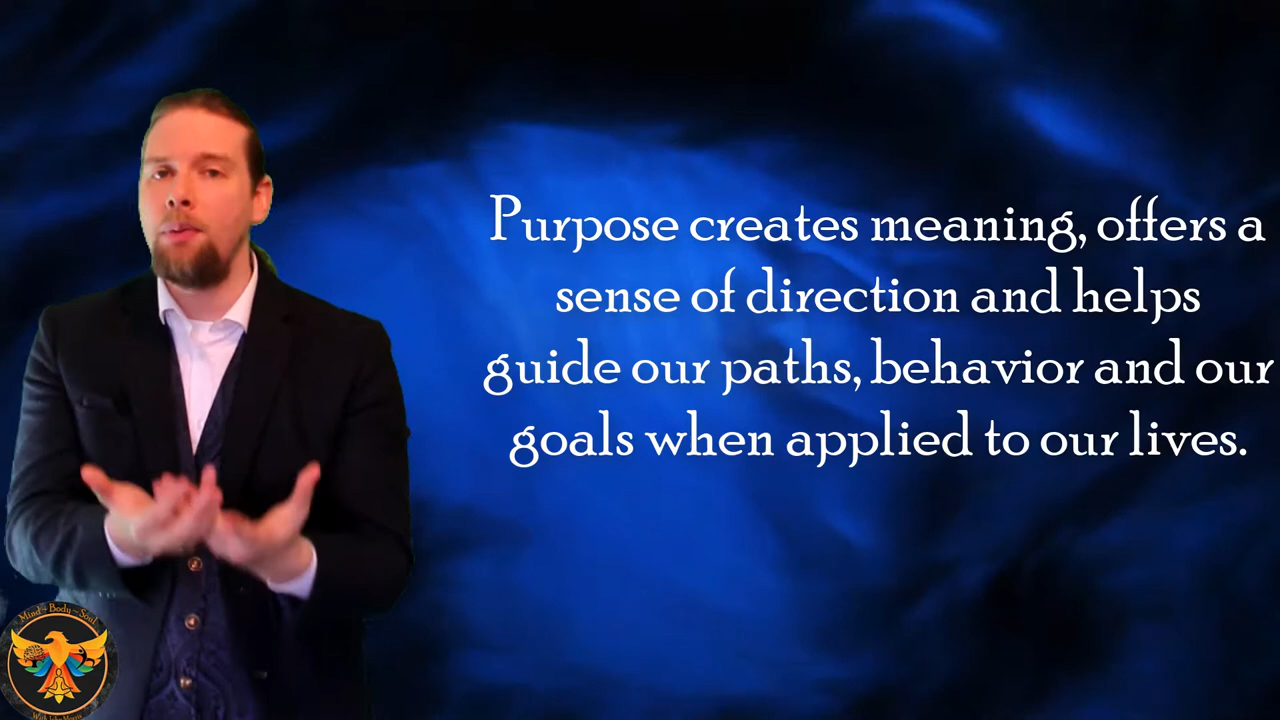 Purpose creates meaning, offers a
sense of direction and helps
guide our paths, behavior and our
goals when applied to our lives.
Mind ~ Body ~ Soul